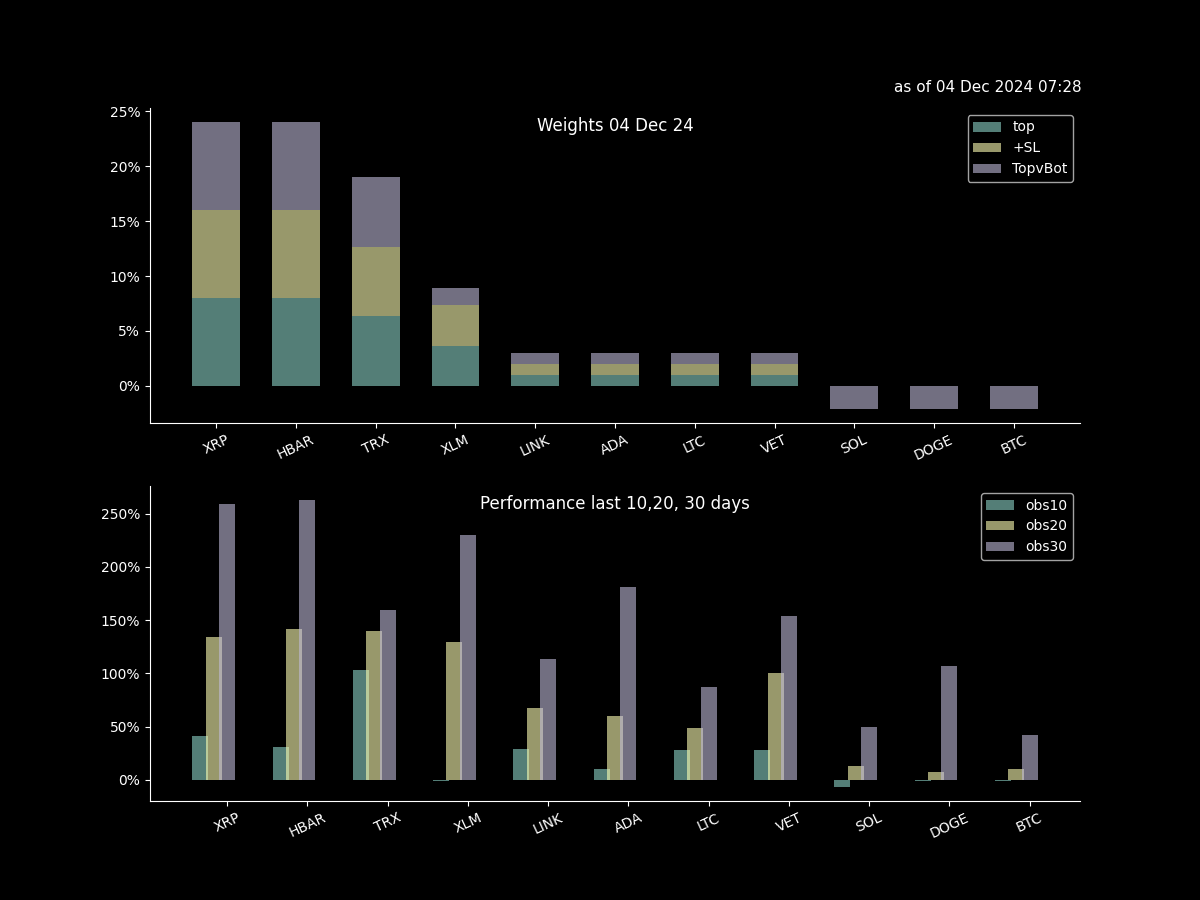 as of 04 Dec 2024 07:28
Weights 04 Dec 24
top
+SL
TopvBot
25%
20%
15%
10%
5%
0%
XRP HBAR TRX XLM LINK ADA LTC VET SOL DOGE BTC
Performance last 10,20, 30 days
obs10
obs20
obs30
250%
200%
150%
100%
50%
0%
XRP HBAR TRX XLM LINK ADA LTC VET SOL DOGE BTC